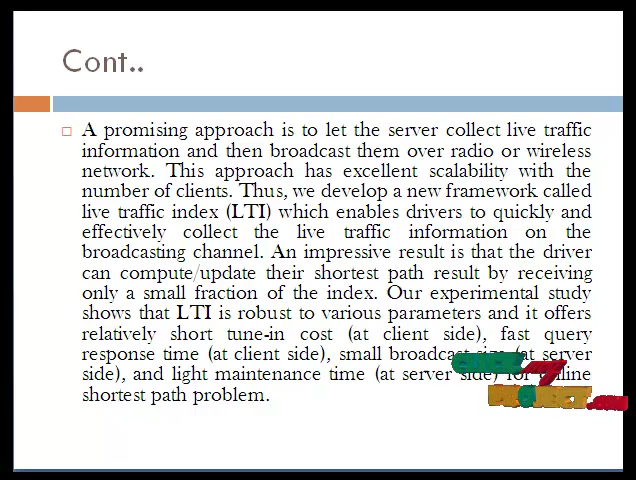 Cont..
A promising approach is to let the server collect live traffic
information and then broadcast them over radio or wireless
network. This approach has excellent scalability with the
number of clients. Thus, we develop a new framework called
live traffic index (LTI) which enables drivers to quickly and
effectively collect the live traffic information on the
broadcasting channel. An impressive result is that the driver
can compute/update their shortest path result by receiving
only a small fraction of the index. Our experimental study
shows that LTI is robust to various parameters and it offers
relatively short tune-in cost (at client side), fast query
response time (at client side), small broadcast size (at server
side), and light maintenance time (at server side) for online
shortest path problem.